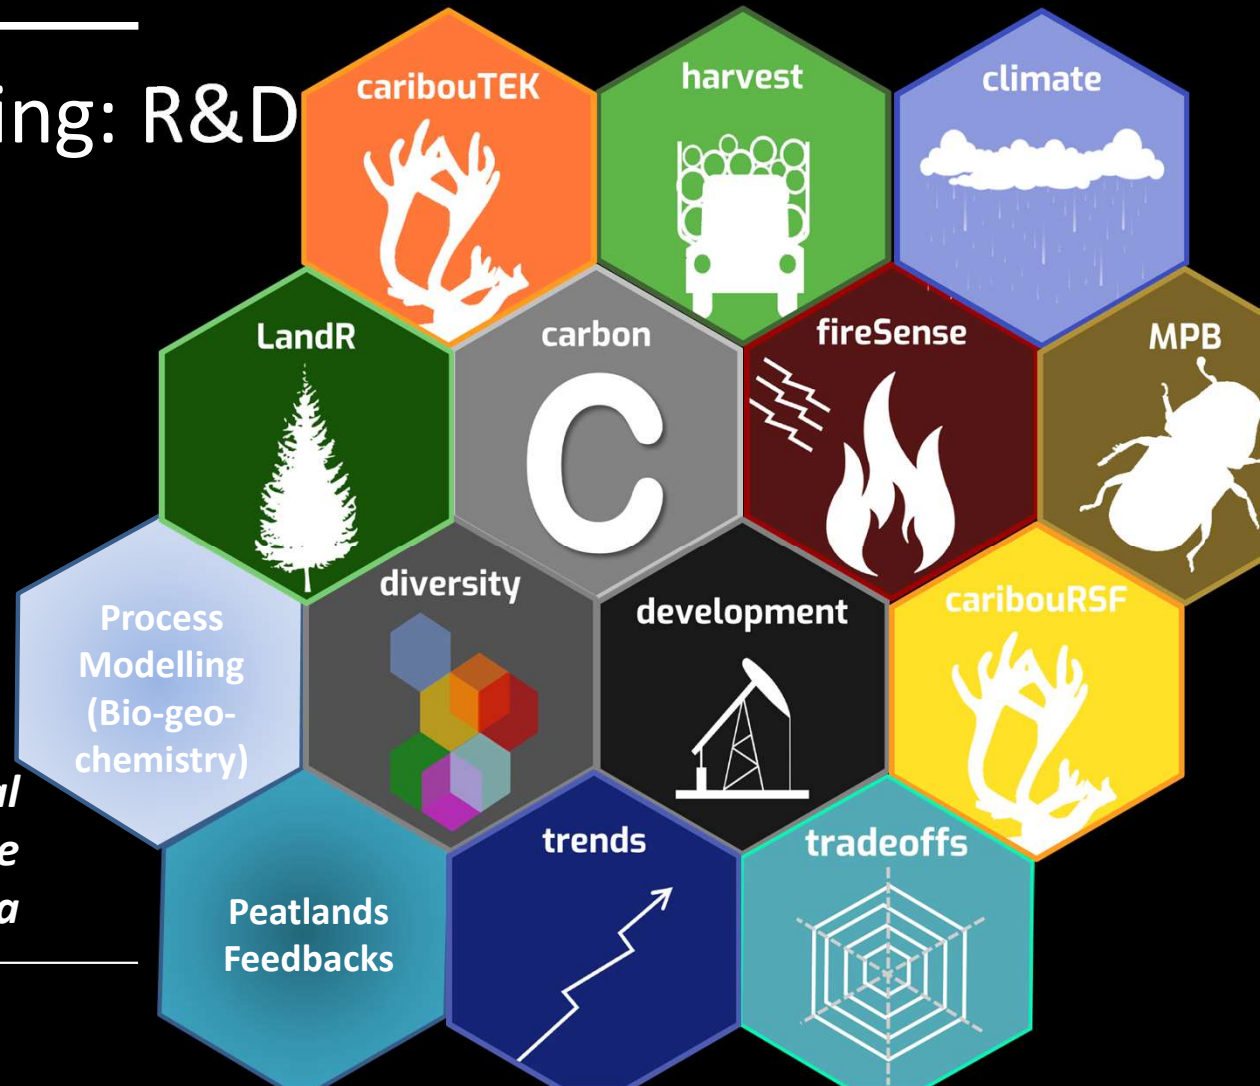 ing: R&D
caribouTEK
harvest
climate
LandR
carbon
fireSense
MPB
C
Process
Modelling
(Bio-geo-
chemistry)
diversity
development
caribouRSF
al
e
a
Peatlands
Feedbacks
trends
tradeoffs